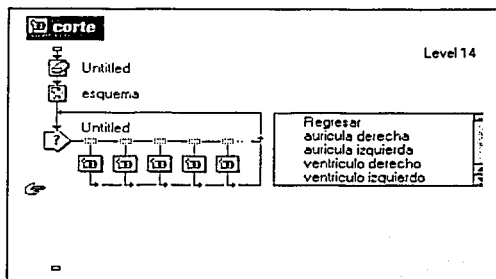 corte
Level 14
Untitled
esquema
Untitled
?
Regresar
auricula derecha
auricula izquierda
ventriculo derecho
ventriculo izquierdo